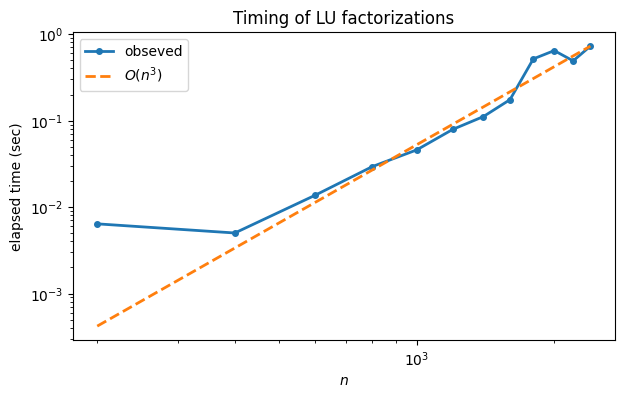 Timing of LU factorizations
obseved
O(n³)
elapsed time (sec)
10⁰
10⁻¹
10⁻²
10⁻³
10³
n